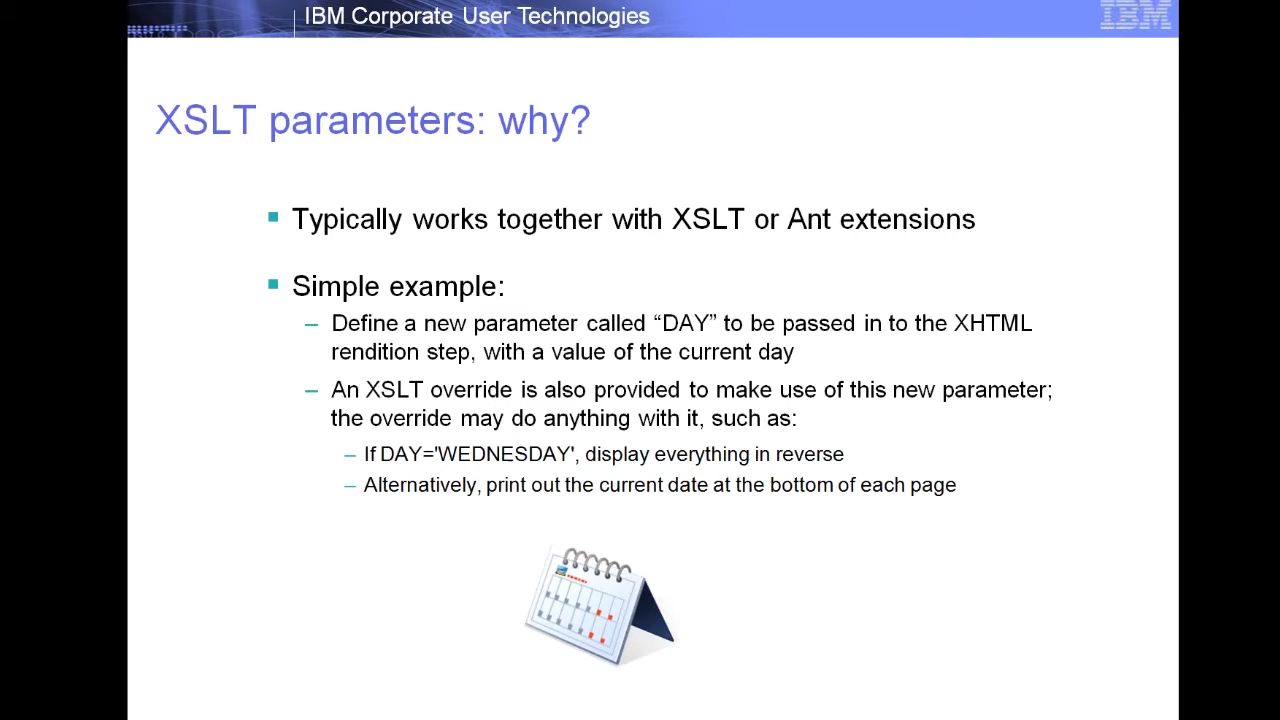 IBM Corporate User Technologies
IBM
XSLT parameters: why?
▪ Typically works together with XSLT or Ant extensions
▪ Simple example:
– Define a new parameter called “DAY” to be passed in to the XHTML
rendition step, with a value of the current day
– An XSLT override is also provided to make use of this new parameter;
the override may do anything with it, such as:
– If DAY='WEDNESDAY', display everything in reverse
– Alternatively, print out the current date at the bottom of each page